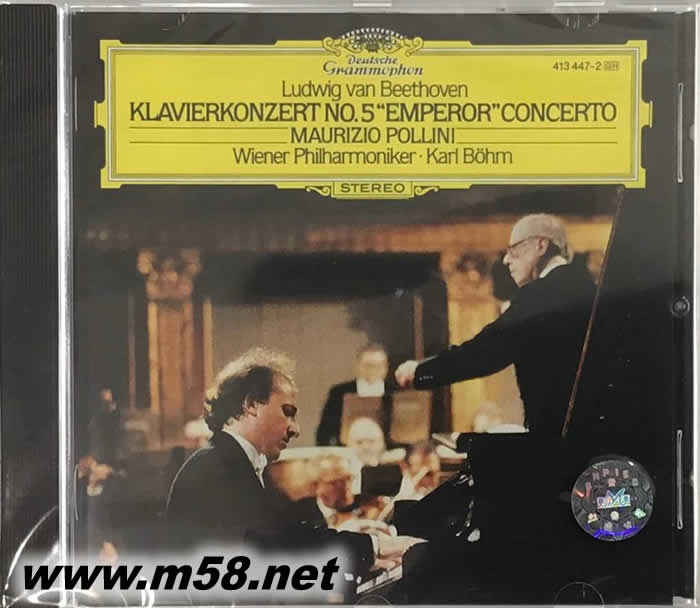 Deutsche
Grammophon
413 447-2 GH
Ludwig van Beethoven
KLAVIERKONZERT NO.5 "EMPEROR" CONCERTO
MAURIZIO POLLINI
Wiener Philharmoniker · Karl Böhm
STEREO
www.m58.net